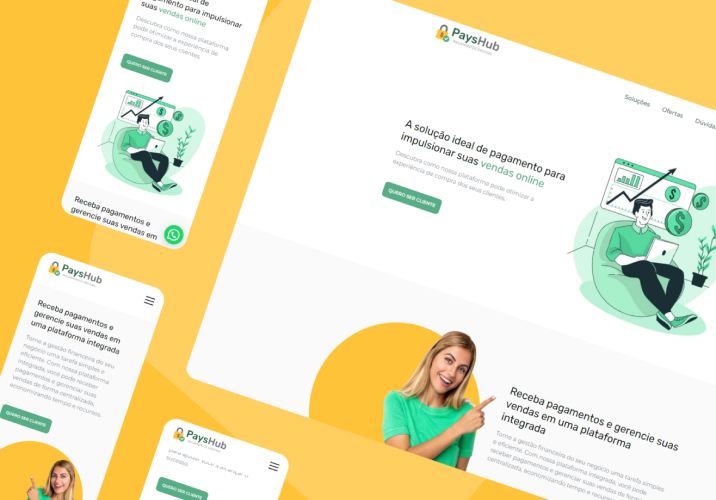 al de
pagamento para impulsionar
suas vendas online
Descubra como nossa plataforma
pode otimizar a experiência de
compra dos seus clientes.
QUERO SER CLIENTE
$
$
$
Receba pagamentos e
gerencie suas vendas em
PaysHub
Soluções
Ofertas
Dúvida
A solução ideal de pagamento para
impulsionar suas vendas online
Descubra como nossa plataforma pode otimizar a
experiência de compra dos seus clientes.
QUERO SER CLIENTE
$
$
$
Receba pagamentos e gerencie suas
vendas em uma plataforma
integrada
Torne a gestão financeira do seu negócio uma tarefa simples
e eficiente. Com nossa plataforma integrada, você pode
receber pagamentos e gerenciar suas vendas de forma
centralizada, economizando tempo e recursos.
PaysHub
Receba pagamentos e
gerencie suas vendas em
uma plataforma integrada
Torne a gestão financeira do seu
negócio uma tarefa simples e
eficiente. Com nossa plataforma
integrada, você pode receber
pagamentos e gerenciar suas
vendas de forma centralizada,
economizando tempo e recursos.
QUERO SER CLIENTE
PaysHub
sucesso.
QUERO SER CLIENTE